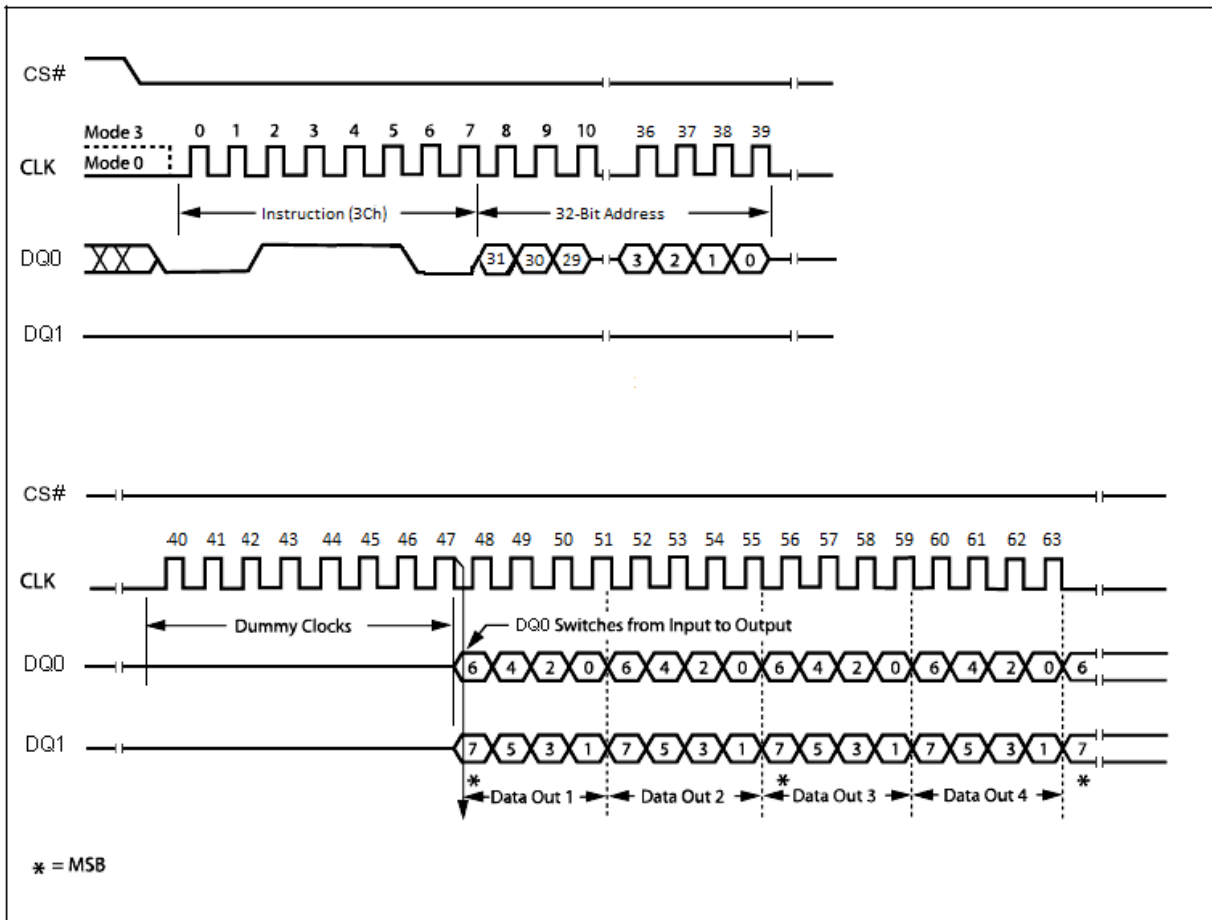 CS#
Mode 3 0 1 2 3 4 5 6 7 8 9 10 36 37 38 39
CLK Mode 0
Instruction (3Ch) 32-Bit Address
DQ0 31 30 29 3 2 1 0
DQ1
CS#
40 41 42 43 44 45 46 47 48 49 50 51 52 53 54 55 56 57 58 59 60 61 62 63
CLK
Dummy Clocks DQ0 Switches from Input to Output
DQ0 6 4 2 0 6 4 2 0 6 4 2 0 6 4 2 0 6
DQ1 7 5 3 1 7 5 3 1 7 5 3 1 7 5 3 1 7
* * *
Data Out 1 Data Out 2 Data Out 3 Data Out 4
* = MSB